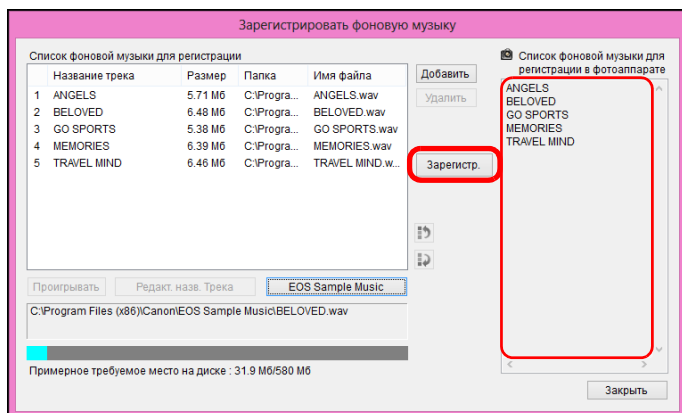 Зарегистрировать фоновую музыку
Список фоновой музыки для регистрации
Название трека Размер Папка Имя файла
1 ANGELS 5.71 Мб C:\Progra... ANGELS.wav
2 BELOVED 6.48 Мб C:\Progra... BELOVED.wav
3 GO SPORTS 5.38 Мб C:\Progra... GO SPORTS.wav
4 MEMORIES 6.39 Мб C:\Progra... MEMORIES.wav
5 TRAVEL MIND 6.46 Мб C:\Progra... TRAVEL MIND.w...
Проигрывать Редакт. назв. Трека EOS Sample Music
C:\Program Files (x86)\Canon\EOS Sample Music\BELOVED.wav
Примерное требуемое место на диске : 31.9 Мб/580 Мб
Добавить
Удалить
Зарегистр.
Список фоновой музыки для
регистрации в фотоаппарате
ANGELS
BELOVED
GO SPORTS
MEMORIES
TRAVEL MIND
Закрыть